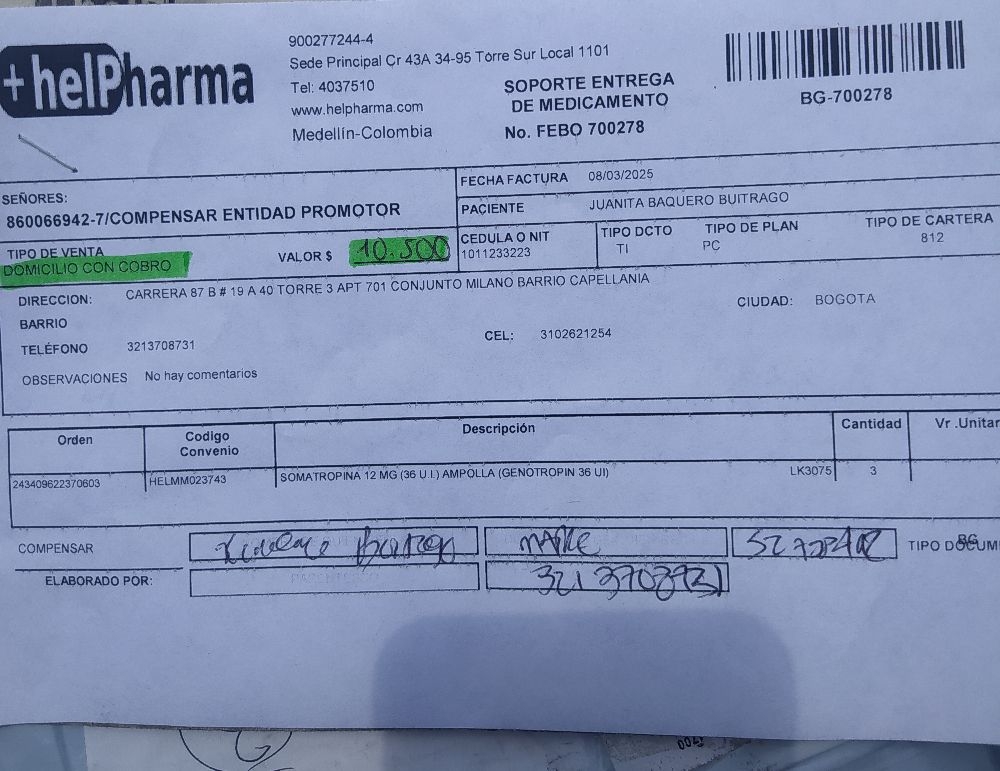 +helPharma
900277244-4
Sede Principal Cr 43A 34-95 Torre Sur Local 1101
Tel: 4037510
www.helpharma.com
Medellín-Colombia
SOPORTE ENTREGA
DE MEDICAMENTO
No. FEBO 700278
BG-700278
SEÑORES:
860066942-7/COMPENSAR ENTIDAD PROMOTOR
FECHA FACTURA 08/03/2025
PACIENTE JUANITA BAQUERO BUITRAGO
TIPO DE VENTA
DOMICILIO CON COBRO
VALOR $ 10.500
CEDULA O NIT
1011233223
TIPO DCTO
TI
TIPO DE PLAN
PC
TIPO DE CARTERA
812
DIRECCION: CARRERA 87 B # 19 A 40 TORRE 3 APT 701 CONJUNTO MILANO BARRIO CAPELLANIA
CIUDAD: BOGOTA
BARRIO
TELÉFONO 3213708731
CEL: 3102621254
OBSERVACIONES No hay comentarios
Orden Codigo Convenio Descripción Cantidad Vr .Unitar
243409622370603 HELMM023743 SOMATROPINA 12 MG (36 U.I.) AMPOLLA (GENOTROPIN 36 UI) LK3075 3
COMPENSAR
TIPO DOCUM
BG
ELABORADO POR:
3213708731